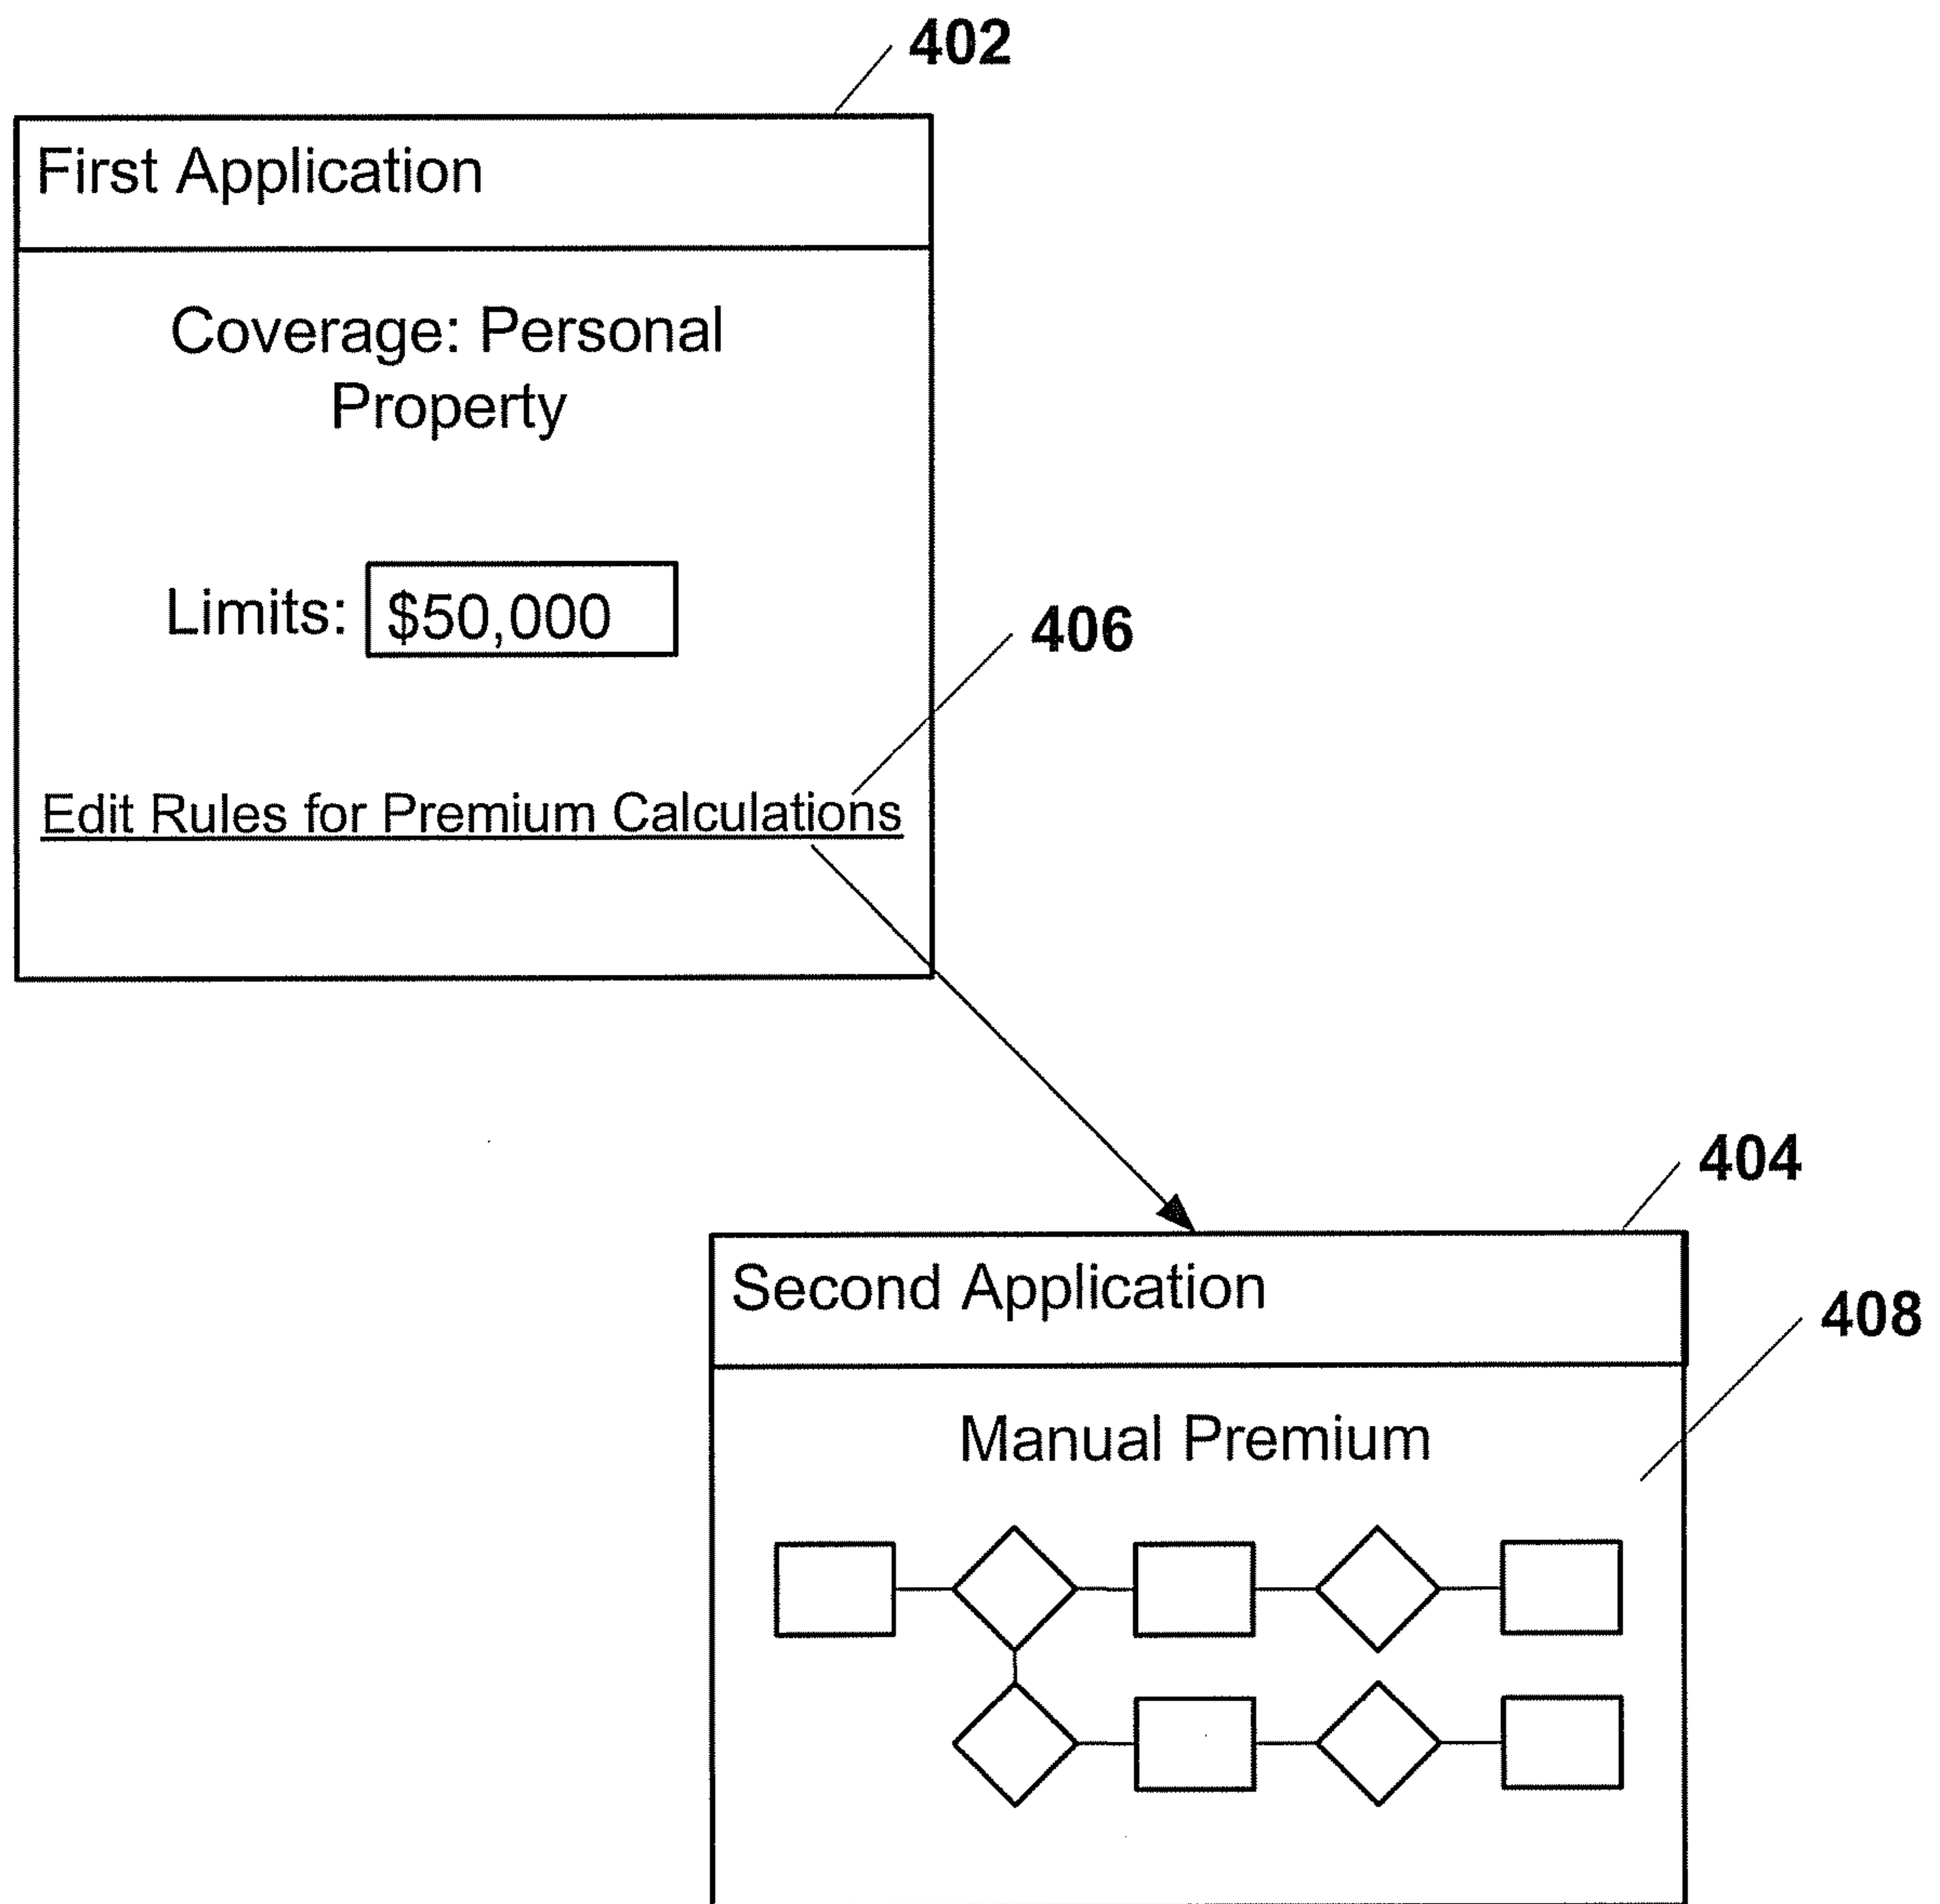 402
First Application
Coverage: Personal
Property
Limits: $50,000
406
Edit Rules for Premium Calculations
404
Second Application
408
Manual Premium